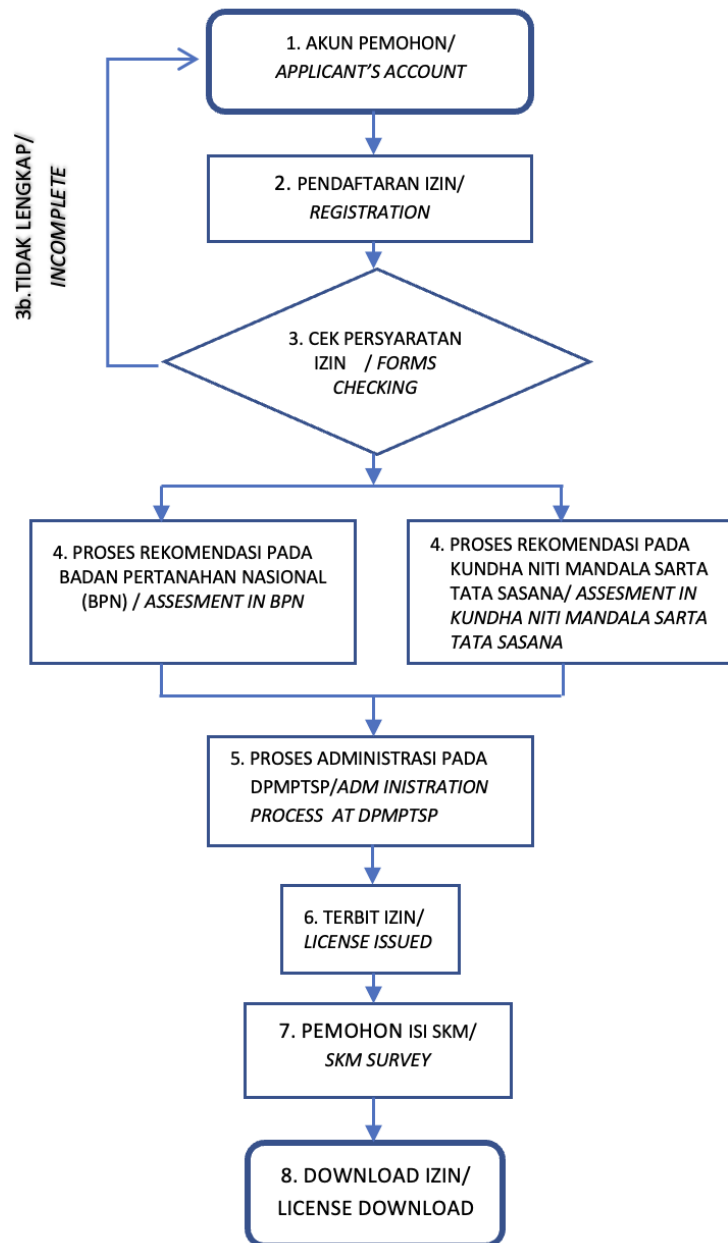 1. AKUN PEMOHON/
APPLICANT'S ACCOUNT
3b. TIDAK LENGKAP/
INCOMPLETE
2. PENDAFTARAN IZIN/
REGISTRATION
3. CEK PERSYARATAN
IZIN / FORMS
CHECKING
4. PROSES REKOMENDASI PADA
BADAN PERTANAHAN NASIONAL
(BPN) / ASSESMENT IN BPN
4. PROSES REKOMENDASI PADA
KUNDHA NITI MANDALA SARTA
TATA SASANA/ ASSESMENT IN
KUNDHA NITI MANDALA SARTA
TATA SASANA
5. PROSES ADMINISTRASI PADA
DPMPTSP/ADM INISTRATION
PROCESS AT DPMPTSP
6. TERBIT IZIN/
LICENSE ISSUED
7. PEMOHON ISI SKM/
SKM SURVEY
8. DOWNLOAD IZIN/
LICENSE DOWNLOAD